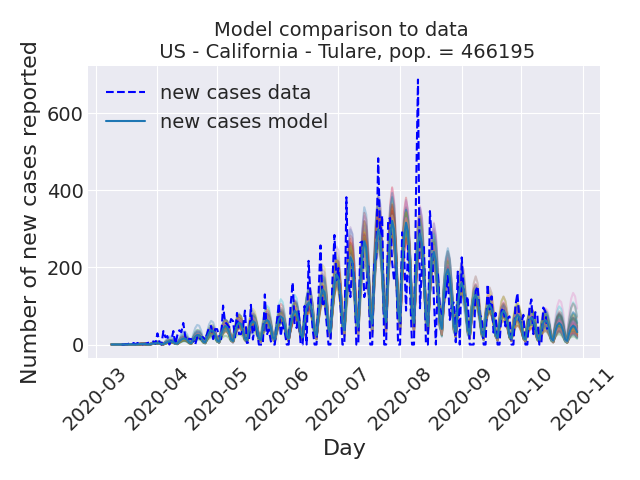 Model comparison to data
US - California - Tulare, pop. = 466195
Number of new cases reported
new cases data
new cases model
600
400
200
0
2020-03
2020-04
2020-05
2020-06
2020-07
2020-08
2020-09
2020-10
2020-11
Day